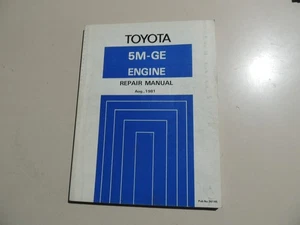 TOYOTA
5M-GE
ENGINE
REPAIR MANUAL
Aug., 1981